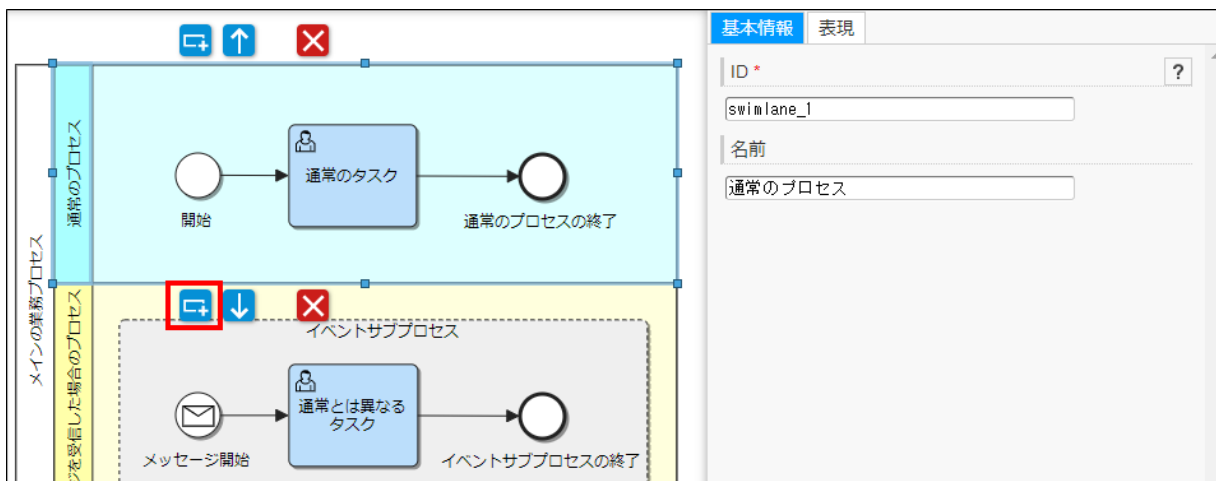 基本情報
表現
ID *
?
swimlane_1
名前
通常のプロセス
メインの業務プロセス
通常のプロセス
開始
通常のタスク
通常のプロセスの終了
ジを受信した場合のプロセス
イベントサブプロセス
メッセージ開始
通常とは異なる
タスク
イベントサブプロセスの終了